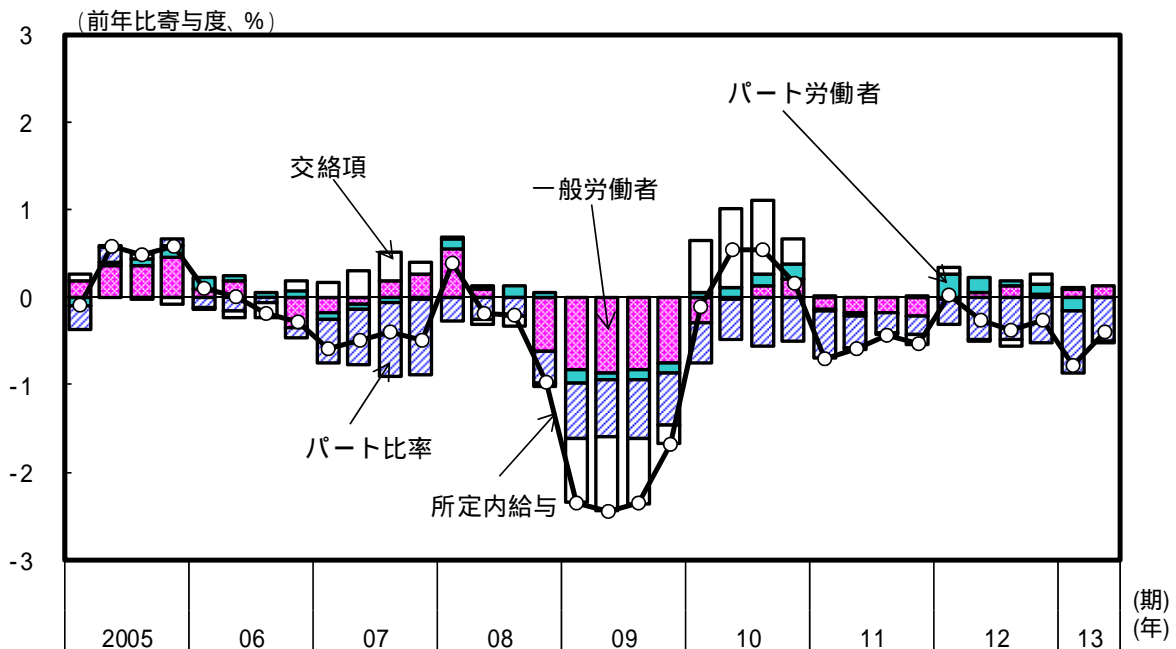 (前年比寄与度、%)
3
2
1
0
-1
-2
-3
交絡項
一般労働者
パート労働者
パート比率
所定内給与
(期)
2005 06 07 08 09 10 11 12 13 (年)